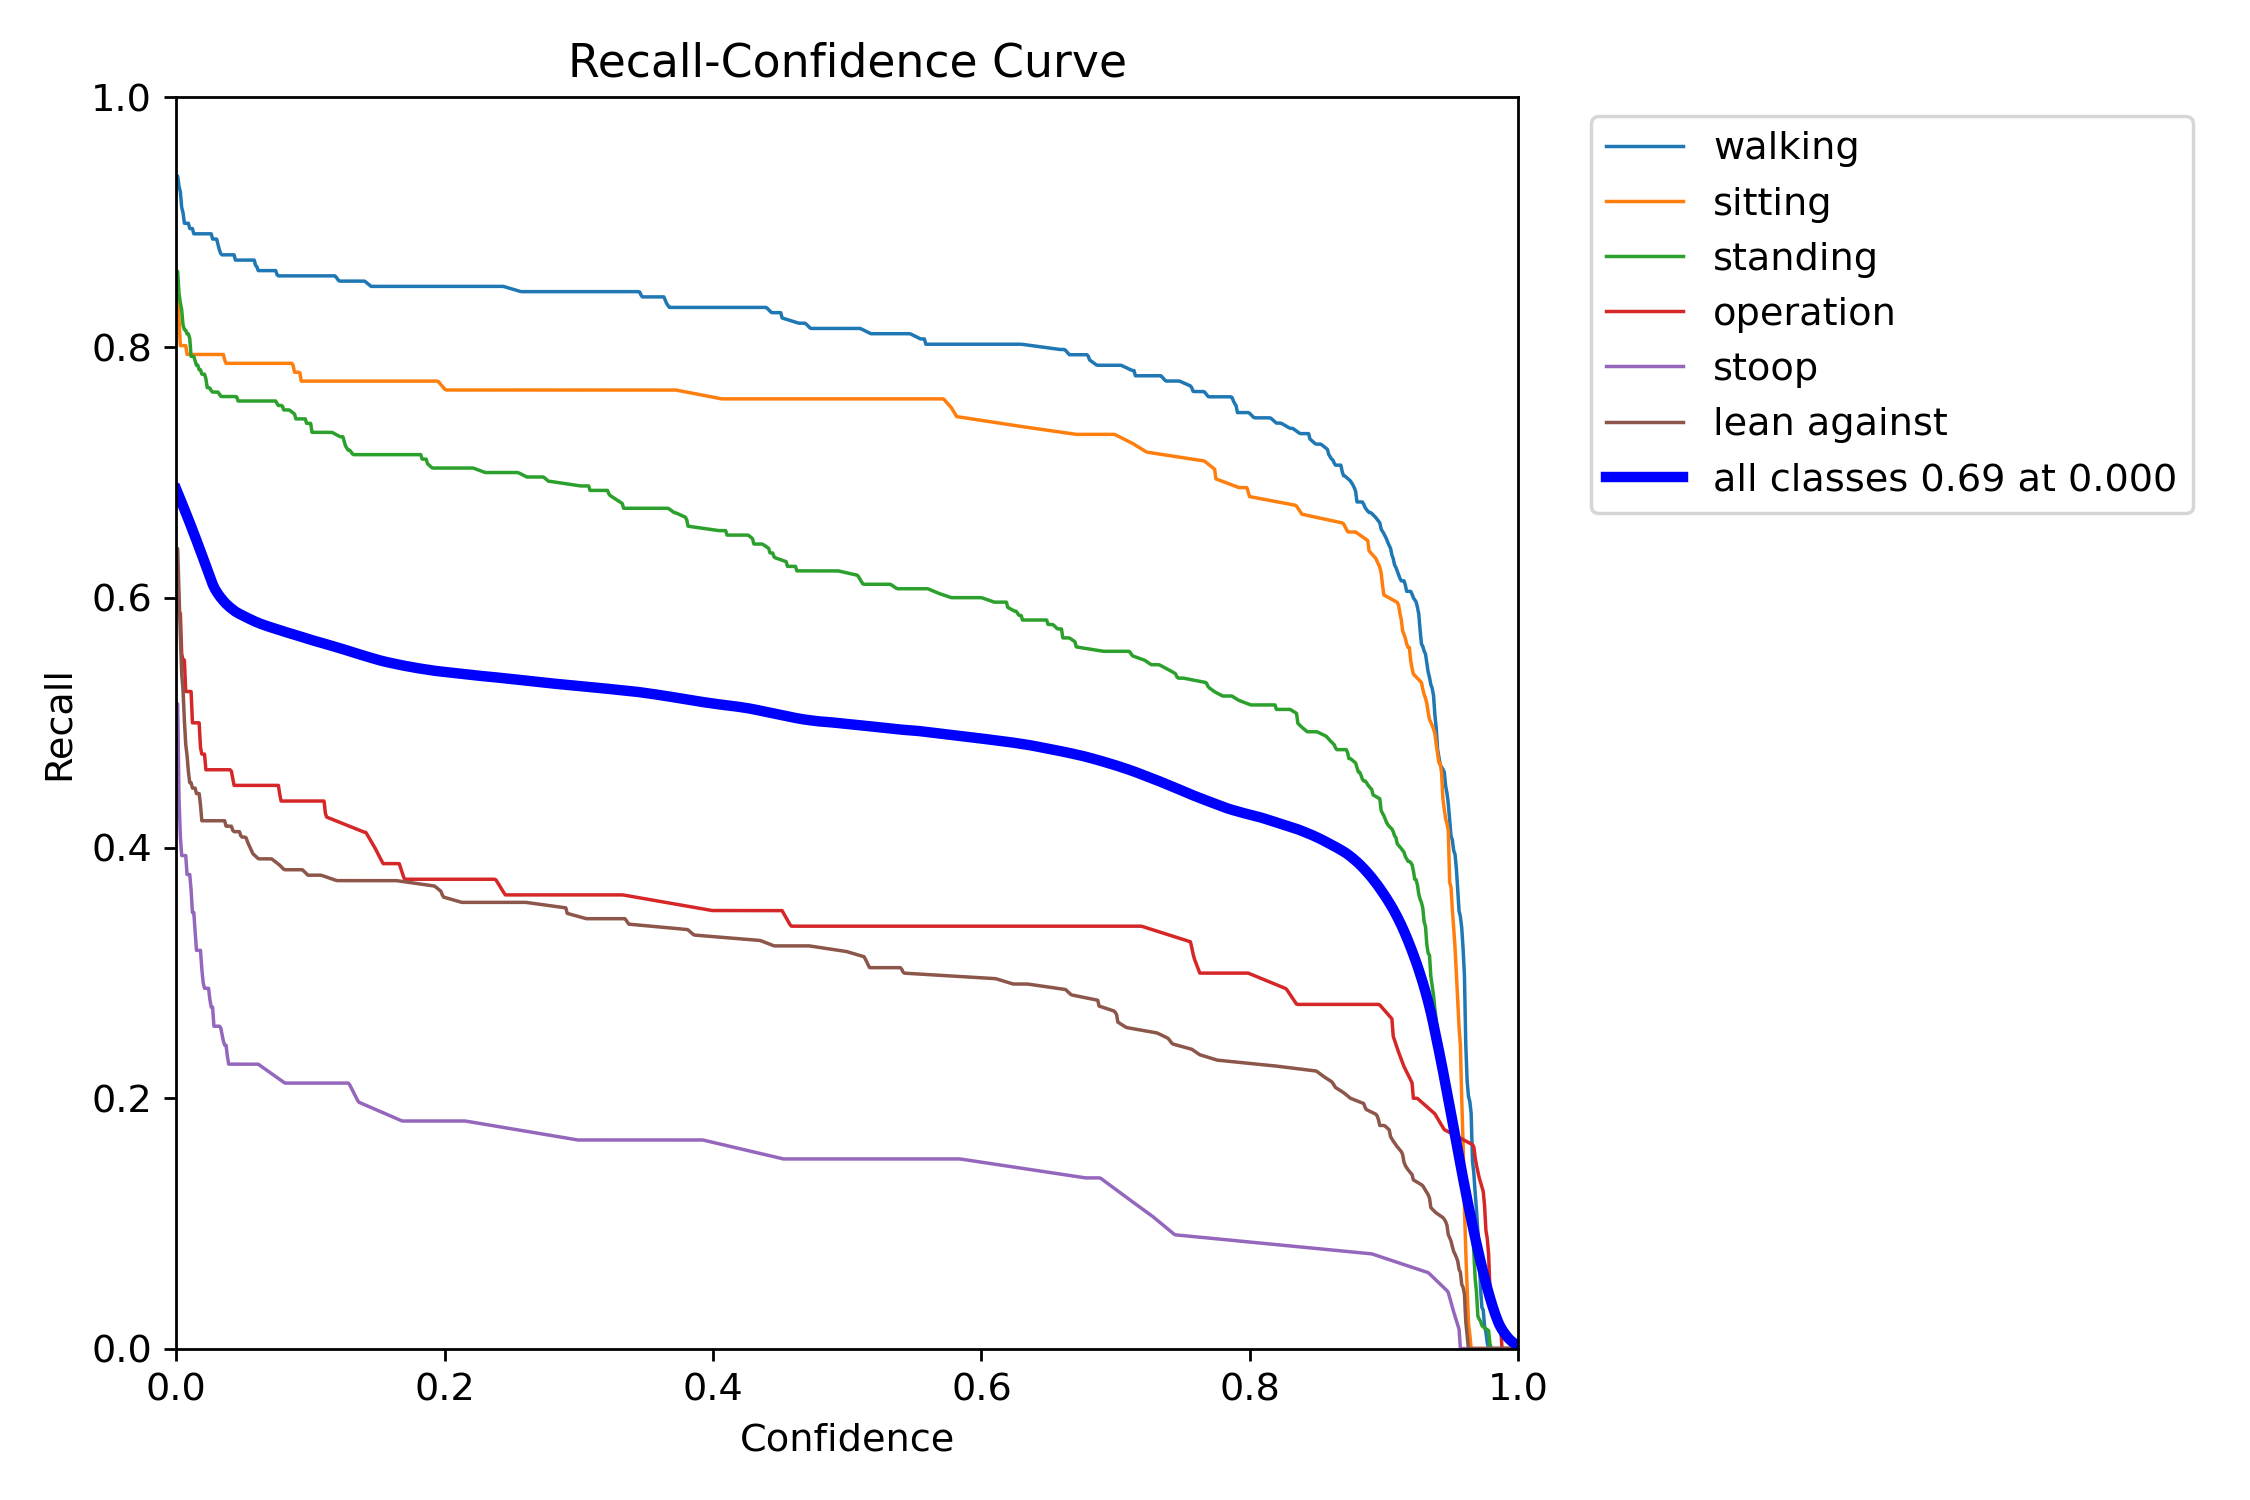 Recall-Confidence Curve
1.0
0.8
0.6
0.4
0.2
0.0
Recall
0.0 0.2 0.4 0.6 0.8 1.0
Confidence
walking
sitting
standing
operation
stoop
lean against
all classes 0.69 at 0.000